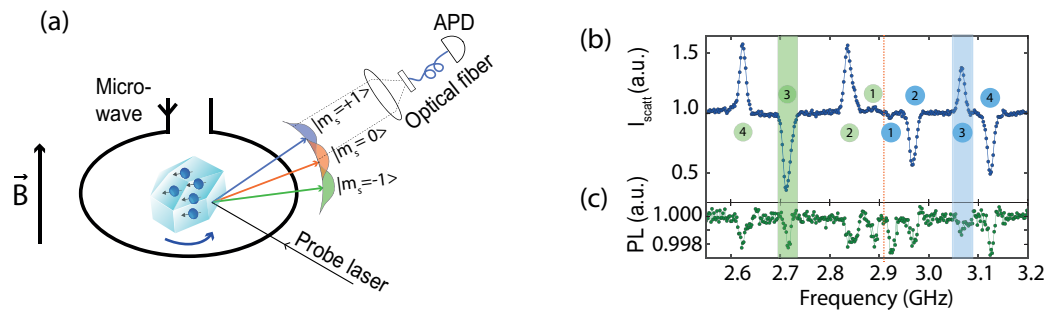 (a)
APD
Optical fiber
Micro-
wave
|m_s=+1>
|m_s= 0>
|m_s=-1>
B
Probe laser
(b)
I_scatt (a.u.)
1.5
1.0
0.5
3
1
2
4
4
2
1
3
(c)
PL (a.u.)
1.000
0.998
2.6 2.7 2.8 2.9 3.0 3.1 3.2
Frequency (GHz)